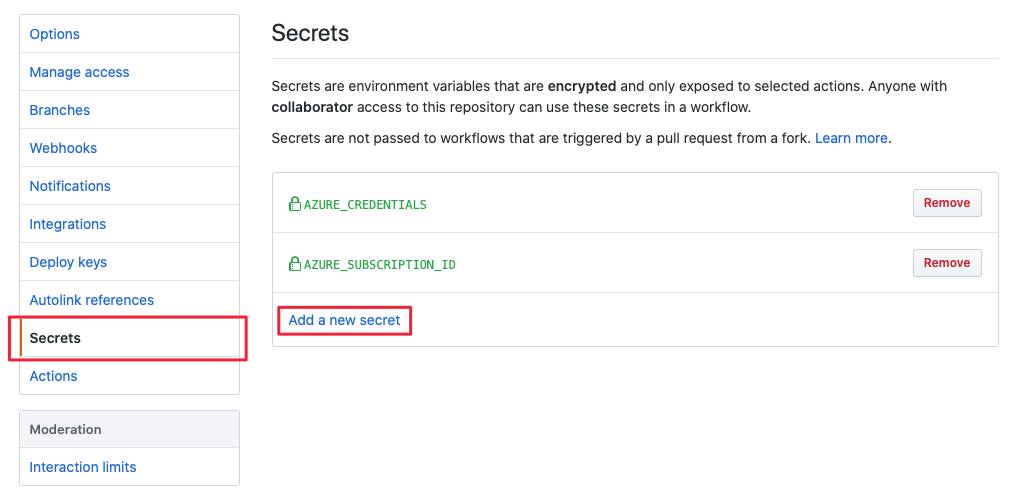 Options
Manage access
Branches
Webhooks
Notifications
Integrations
Deploy keys
Autolink references
Secrets
Actions
Moderation
Interaction limits
Secrets
Secrets are environment variables that are encrypted and only exposed to selected actions. Anyone with
collaborator access to this repository can use these secrets in a workflow.
Secrets are not passed to workflows that are triggered by a pull request from a fork. Learn more.
AZURE_CREDENTIALS Remove
AZURE_SUBSCRIPTION_ID Remove
Add a new secret